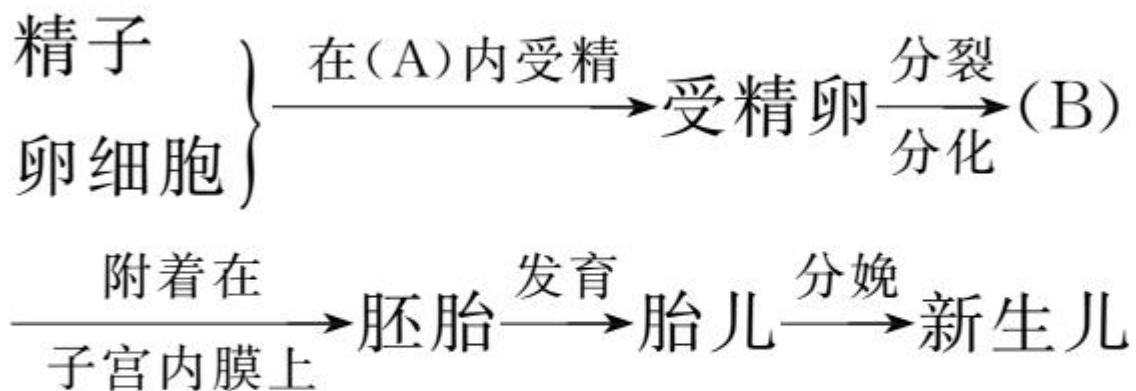 精子
卵细胞
在(A)内受精
受精卵
分裂
分化
(B)
附着在
子宫内膜上
胚胎
发育
胎儿
分娩
新生儿